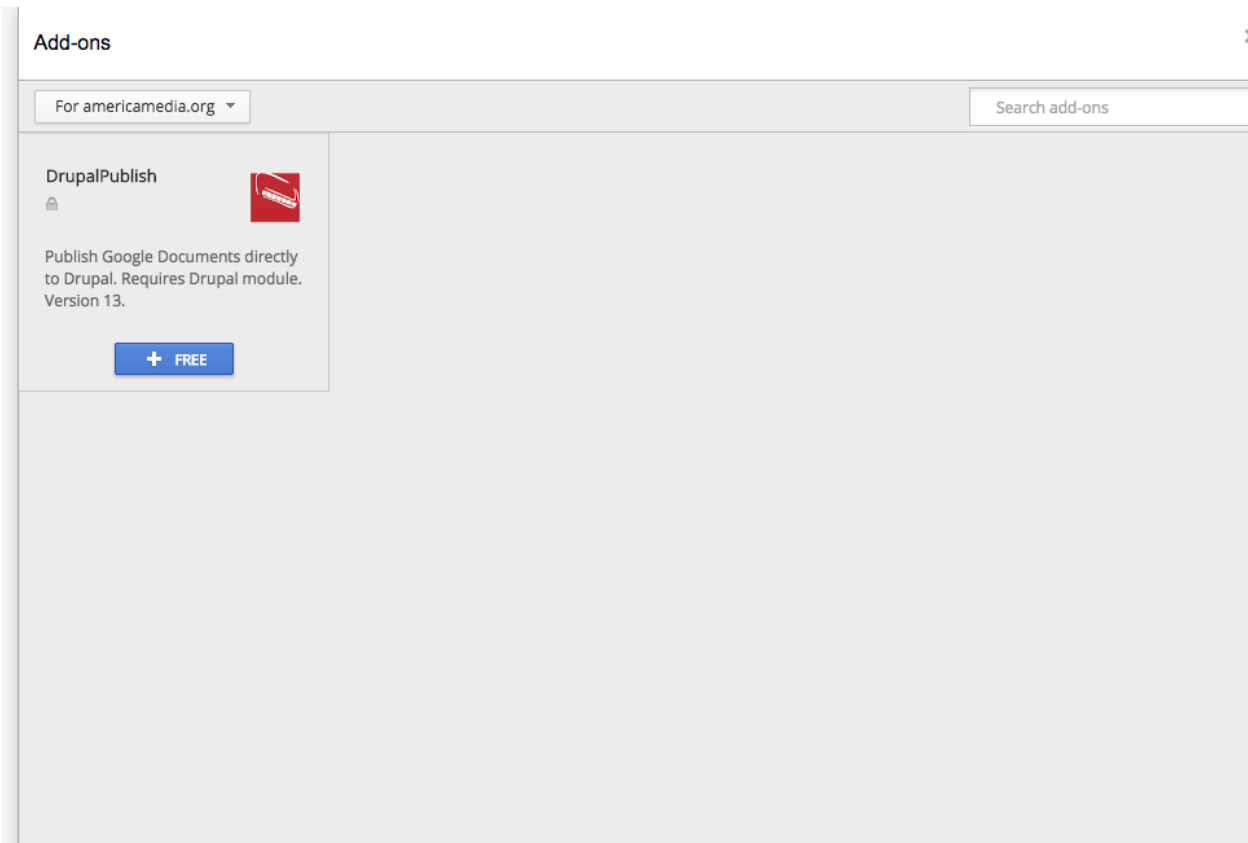 Add-ons
For americamedia.org
Search add-ons
DrupalPublish
Publish Google Documents directly
to Drupal. Requires Drupal module.
Version 13.
FREE